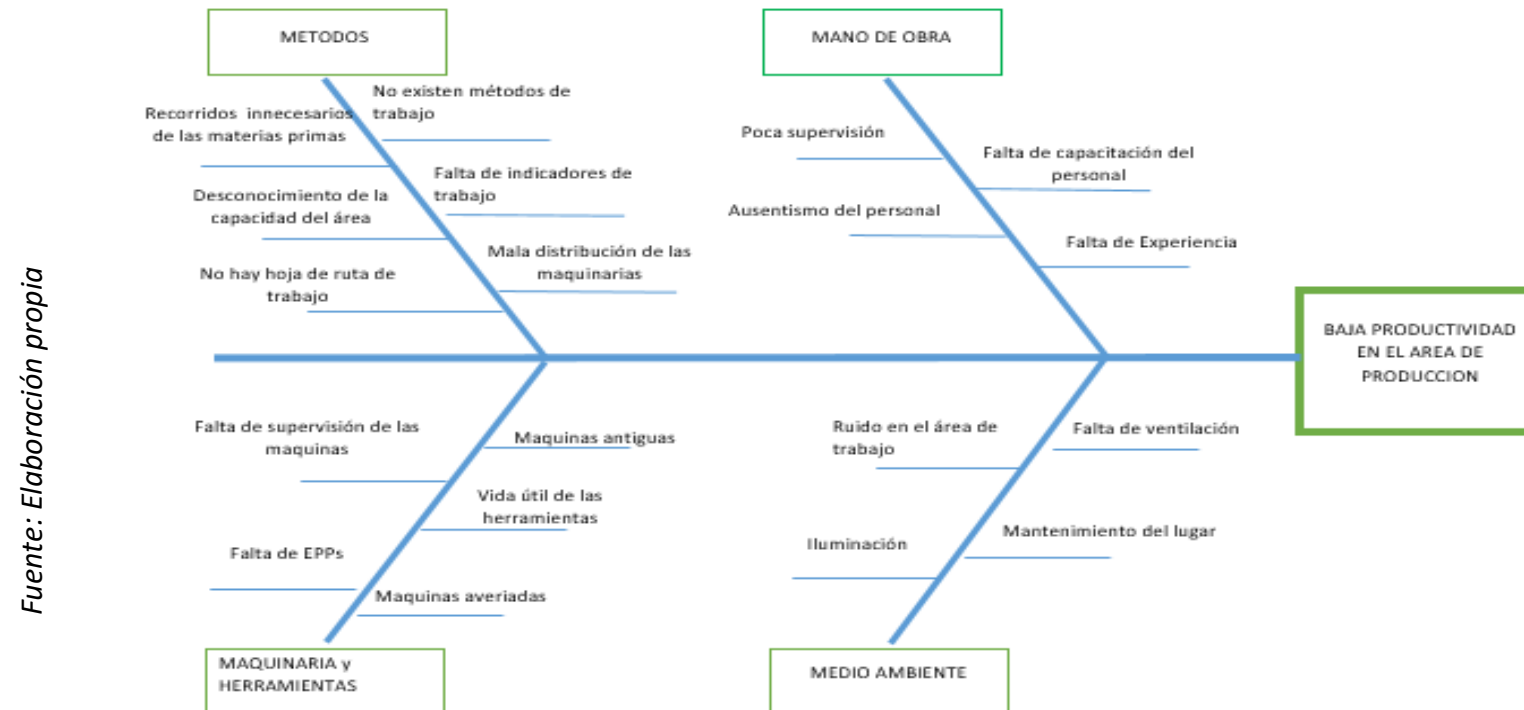 METODOS
No existen métodos de
trabajo
Recorridos innecesarios
de las materias primas
Falta de indicadores de
trabajo
Desconocimiento de la
capacidad del área
Mala distribución de las
maquinarias
No hay hoja de ruta de
trabajo
MANO DE OBRA
Poca supervisión
Falta de capacitación del
personal
Ausentismo del personal
Falta de Experiencia
BAJA PRODUCTIVIDAD
EN EL AREA DE
PRODUCCION
Falta de supervisión de las
maquinas
Maquinas antiguas
Vida útil de las
herramientas
Falta de EPPs
Maquinas averiadas
MAQUINARIA y
HERRAMIENTAS
Ruido en el área de
trabajo
Falta de ventilación
Iluminación
Mantenimiento del lugar
MEDIO AMBIENTE
Fuente: Elaboración propia